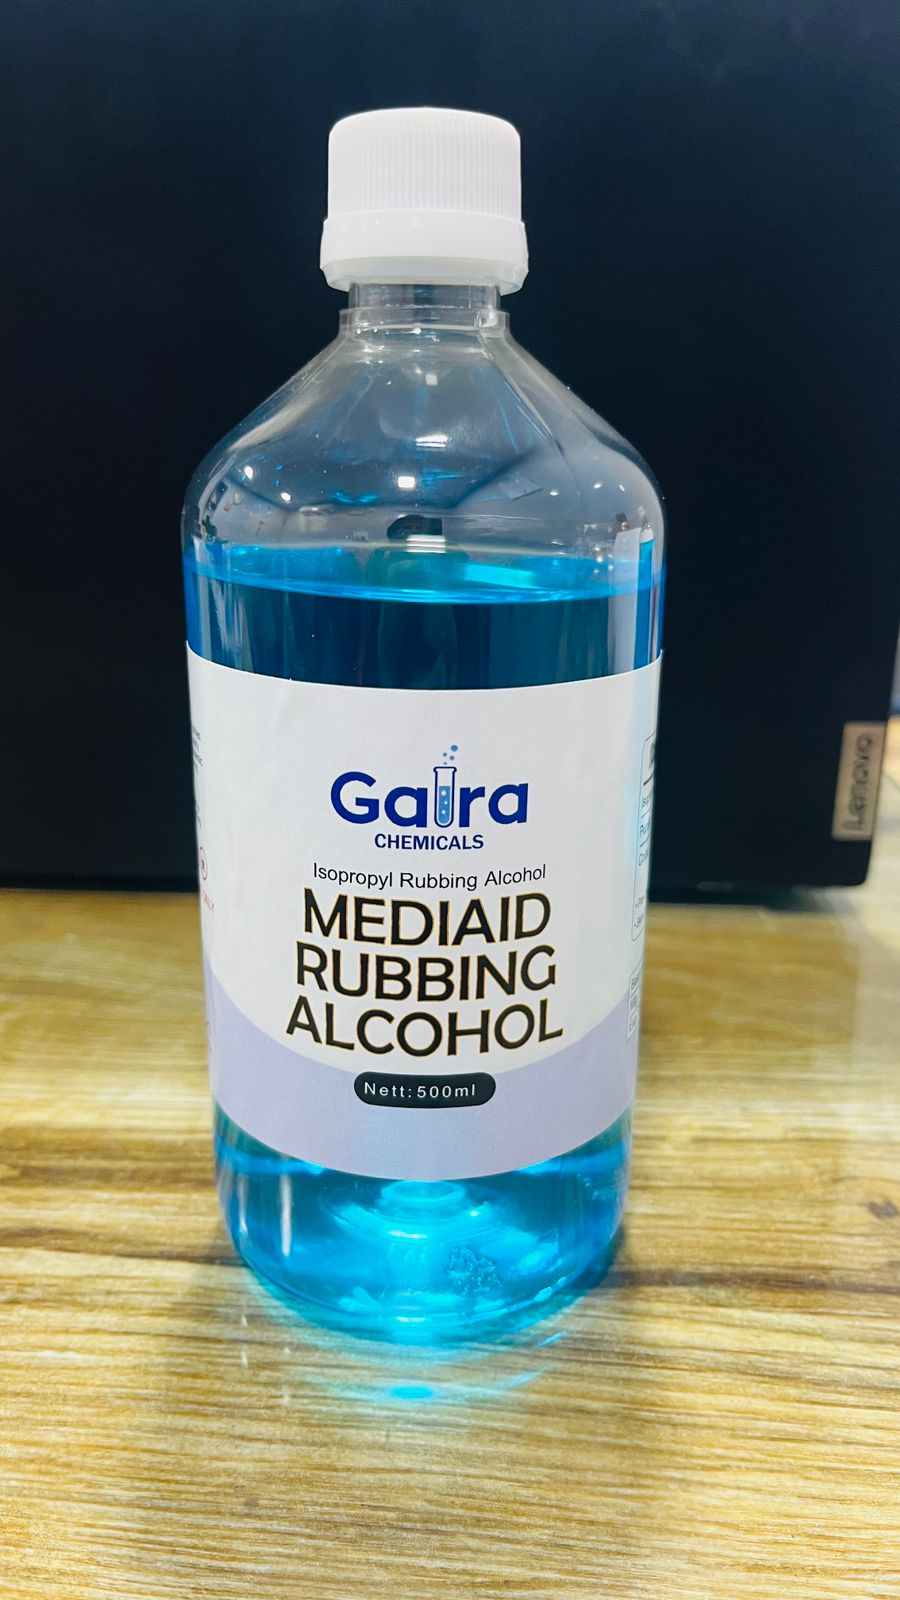 Gaira
CHEMICALS
Isopropyl Rubbing Alcohol
MEDIAID
RUBBING
ALCOHOL
Nett:500ml
Lenovo